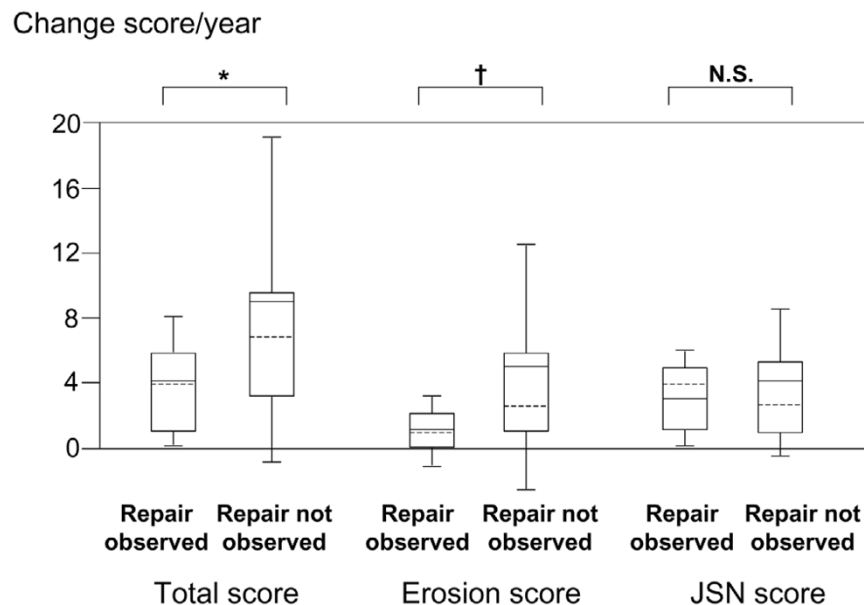 Change score/year
* † N.S.
20
16
12
8
4
0
Repair observed
Repair not observed
Repair observed
Repair not observed
Repair observed
Repair not observed
Total score Erosion score JSN score